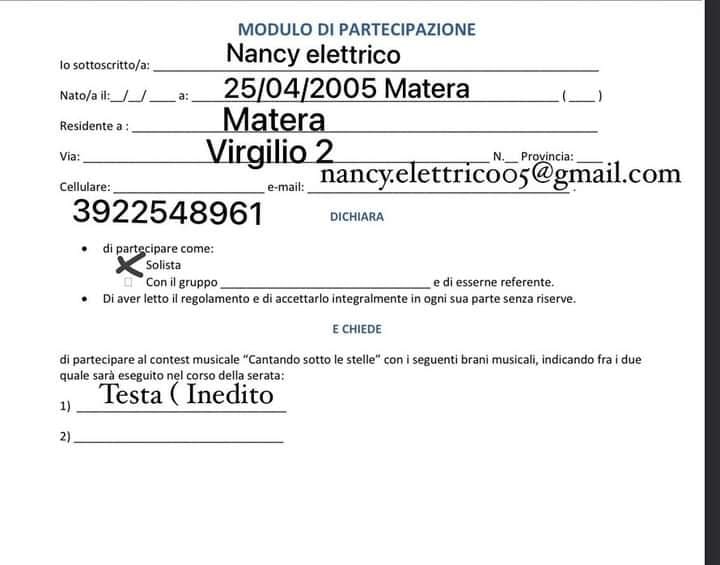 MODULO DI PARTECIPAZIONE
Io sottoscritto/a: Nancy elettrico
Nato/a il:__/__/____ a: 25/04/2005 Matera (____)
Residente a : Matera
Via: Virgilio 2 N.__ Provincia: ____
Cellulare: ____________________ e-mail: nancy.elettrico05@gmail.com.
3922548961
DICHIARA
• di partecipare come:
Solista
Con il gruppo ____________________ e di esserne referente.
• Di aver letto il regolamento e di accettarlo integralmente in ogni sua parte senza riserve.
E CHIEDE
di partecipare al contest musicale “Cantando sotto le stelle” con i seguenti brani musicali, indicando fra i due
quale sarà eseguito nel corso della serata:
1) Testa ( Inedito
2) ____________________